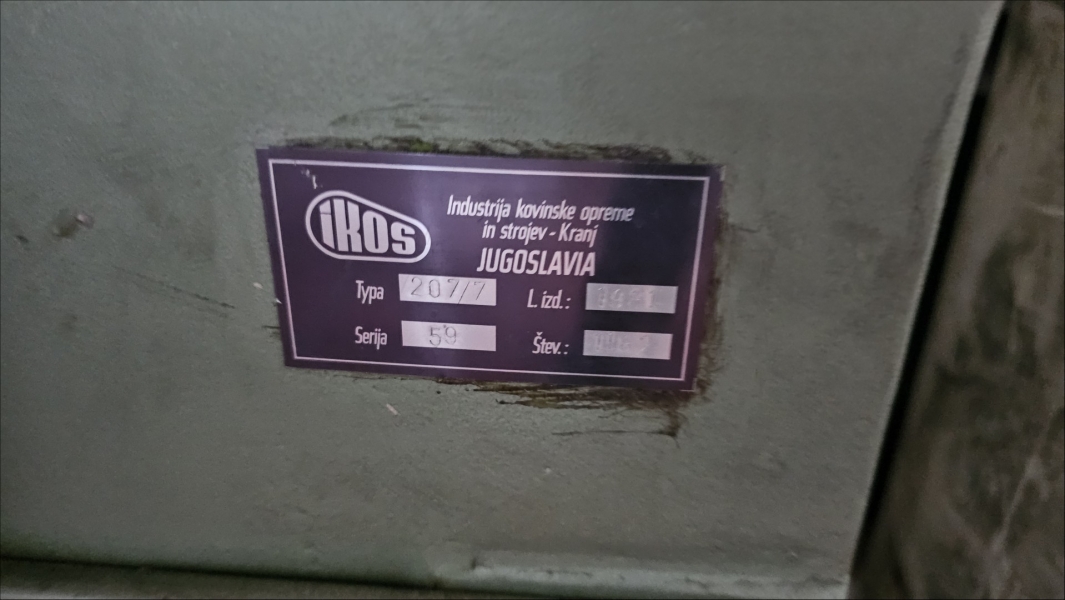 iKOS
Industrija kovinske opreme
in strojev - Kranj
JUGOSLAVIA
Typa 207/7
L. izd.:
Serija 59
Štev.: